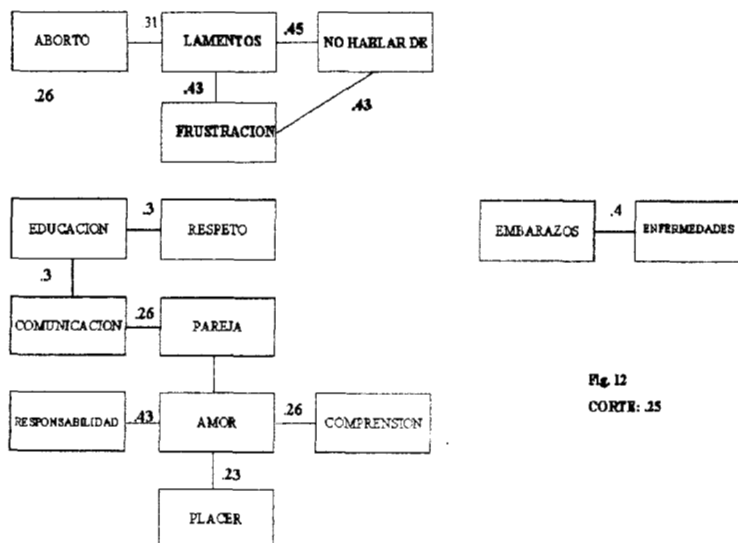 ABORTO 31 LAMENTOS .45 NO HABLAR DE
.26 .43 .43
FRUSTRACION
EDUCACION .3 RESPETO EMBARAZOS .4 ENFERMEDADES
.3
COMUNICACION .26 PAREJA
Fig. 12
CORTE: .25
RESPONSABILIDAD .43 AMOR .26 COMPRENSION
.23
PLACER